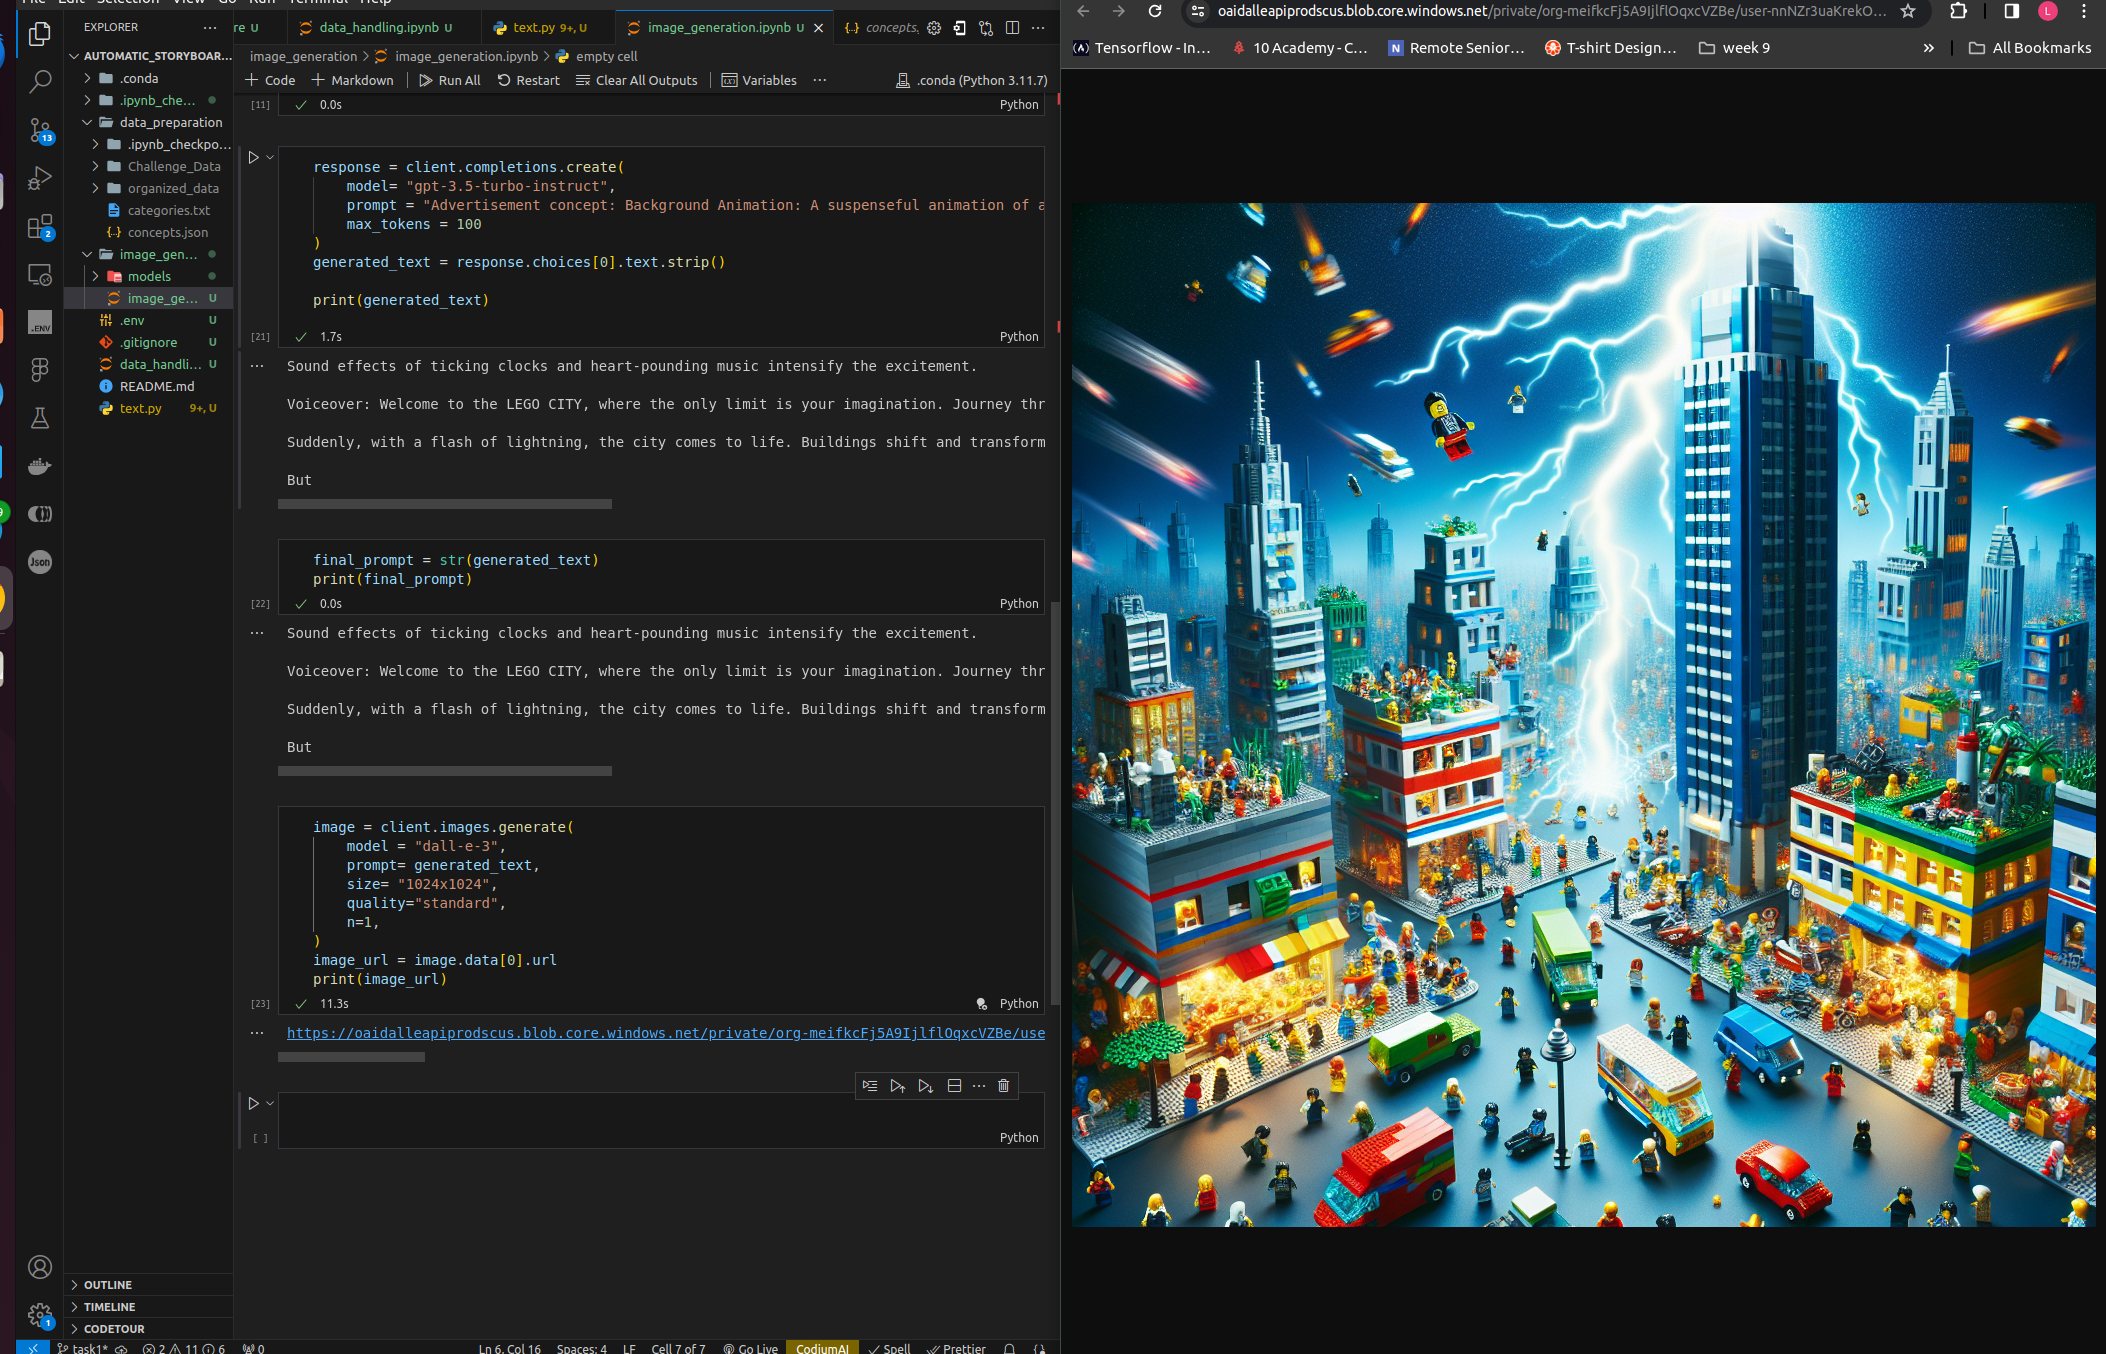 File Edit Selection View Go Run Terminal Help
EXPLORER
AUTOMATIC_STORYBOAR...
.conda
.ipynb_che...
data_preparation
.ipynb_checkpo...
Challenge_Data
organized_data
categories.txt
concepts.json
image_gen...
models
image_ge... U
.env U
.gitignore U
data_handli... U
README.md
text.py 9+, U
OUTLINE
TIMELINE
CODETOUR
13
2
.ENV
Json
1
re U
data_handling.ipynb U
text.py 9+, U
image_generation.ipynb U
concepts.
image_generation > image_generation.ipynb > empty cell
Code
Markdown
Run All
Restart
Clear All Outputs
Variables
.conda (Python 3.11.7)
[11] 0.0s Python
response = client.completions.create(
model= "gpt-3.5-turbo-instruct",
prompt = "Advertisement concept: Background Animation: A suspenseful animation of a
max_tokens = 100
)
generated_text = response.choices[0].text.strip()
print(generated_text)
[21] 1.7s Python
Sound effects of ticking clocks and heart-pounding music intensify the excitement.
Voiceover: Welcome to the LEGO CITY, where the only limit is your imagination. Journey thr
Suddenly, with a flash of lightning, the city comes to life. Buildings shift and transform
But
final_prompt = str(generated_text)
print(final_prompt)
[22] 0.0s Python
Sound effects of ticking clocks and heart-pounding music intensify the excitement.
Voiceover: Welcome to the LEGO CITY, where the only limit is your imagination. Journey thr
Suddenly, with a flash of lightning, the city comes to life. Buildings shift and transform
But
image = client.images.generate(
model = "dall-e-3",
prompt= generated_text,
size= "1024x1024",
quality="standard",
n=1,
)
image_url = image.data[0].url
print(image_url)
[23] 11.3s Python
https://oaidalleapiprodscus.blob.core.windows.net/private/org-meifkcFj5A9IjlflOqxcVZBe/use
[ ] Python
task1* 2 11 6 0
Ln 6, Col 16 Spaces: 4 LF Cell 7 of 7 Go Live CodiumAI Spell Prettier
oaidalleapiprodscus.blob.core.windows.net/private/org-meifkcFj5A9IjlflOqxcVZBe/user-nnNZr3uaKrekO...
L
Tensorflow - In...
10 Academy - C...
N Remote Senior...
T-shirt Design...
week 9
» All Bookmarks